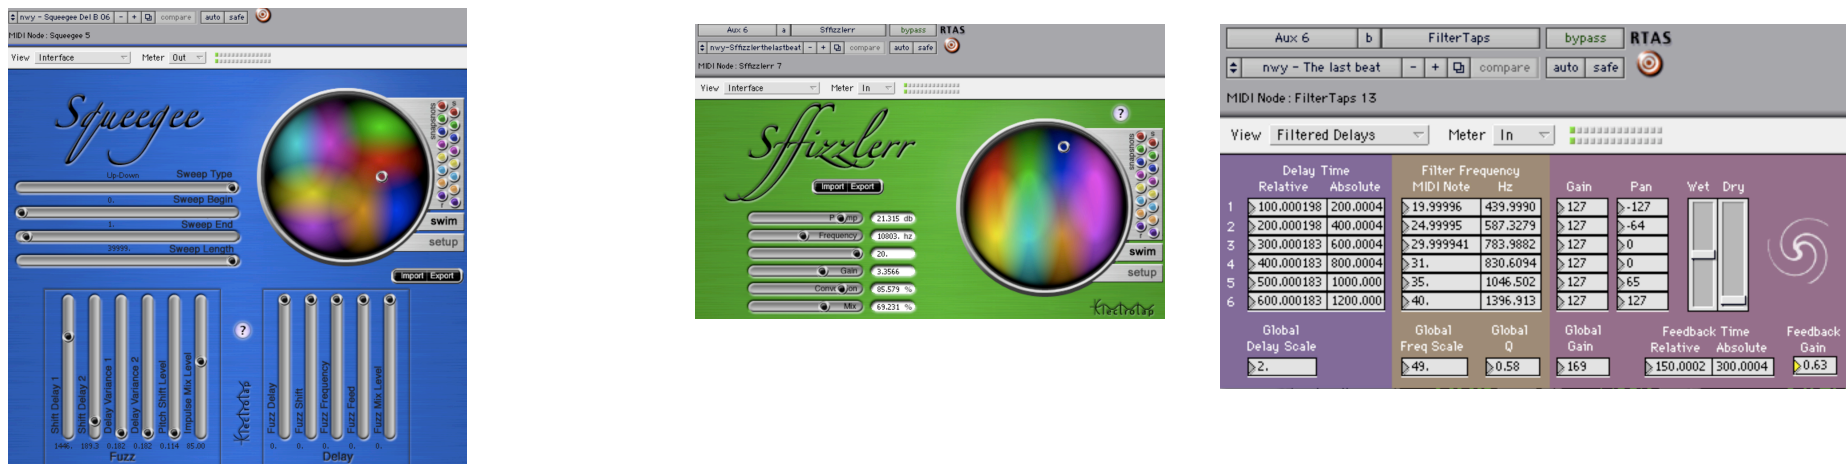 nwy - Squeegee Del B 06 - + compare auto safe
MIDI Node: Squeegee 5
View Interface Meter Out
Squeegee
snapshots
Up-Down Sweep Type
0. Sweep Begin
1. Sweep End
39999. Sweep Length
swim
setup
Import Export
Shift Delay 1
Shift Delay 2
Delay Variance 1
Delay Variance 2
Pitch Shift Level
Impulse Mix Level
1446. 189.3 0.182 0.182 0.114 85.00
Fuzz
?
Kinetrotas
Fuzz Delay
Fuzz Shift
Fuzz Frequency
Fuzz Feed
Fuzz Mix Level
0. 0. 0. 0. 0.
Delay
Aux 6 a Sffizzlerr bypass RTAS
nwy-Sffizzlerthelastbeat - + compare auto safe
MIDI Node: Sffizzlerr 7
View Interface Meter In
Sffizzlerr
?
snapshots
Import Export
21.315 db
Frequency 10803. hz
20.
Gain 3.3566
85.579 %
Mix 69.231 %
swim
setup
Aux 6 b FilterTaps bypass RTAS
nwy - The last beat - + compare auto safe
MIDI Node: FilterTaps 13
View Filtered Delays Meter In
Delay Time Filter Frequency
Relative Absolute MIDI Note Hz Gain Pan Wet Dry
1 100.000198 200.0004 19.99996 439.9990 127 -127
2 200.000198 400.0004 24.99995 587.3279 127 -64
3 300.000183 600.0004 29.999941 783.9882 127 0
4 400.000183 800.0004 31. 830.6094 127 0
5 500.000183 1000.000 35. 1046.502 127 65
6 600.000183 1200.000 40. 1396.913 127 127
Global Global Global Global Feedback Time Feedback
Delay Scale Freq Scale Q Gain Relative Absolute Gain
2. 49. 0.58 169 150.0002 300.0004 0.63